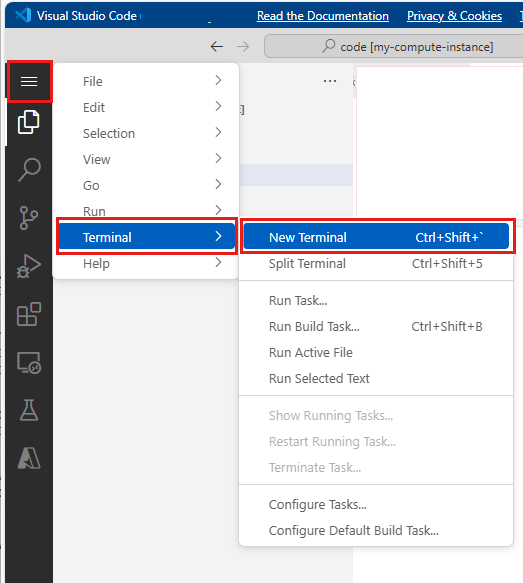 Visual Studio Code Read the Documentation Privacy & Cookies
code [my-compute-instance]
File
Edit
Selection
View
Go
Run
Terminal
Help
New Terminal Ctrl+Shift+`
Split Terminal Ctrl+Shift+5
Run Task...
Run Build Task... Ctrl+Shift+B
Run Active File
Run Selected Text
Show Running Tasks...
Restart Running Task...
Terminate Task...
Configure Tasks...
Configure Default Build Task...